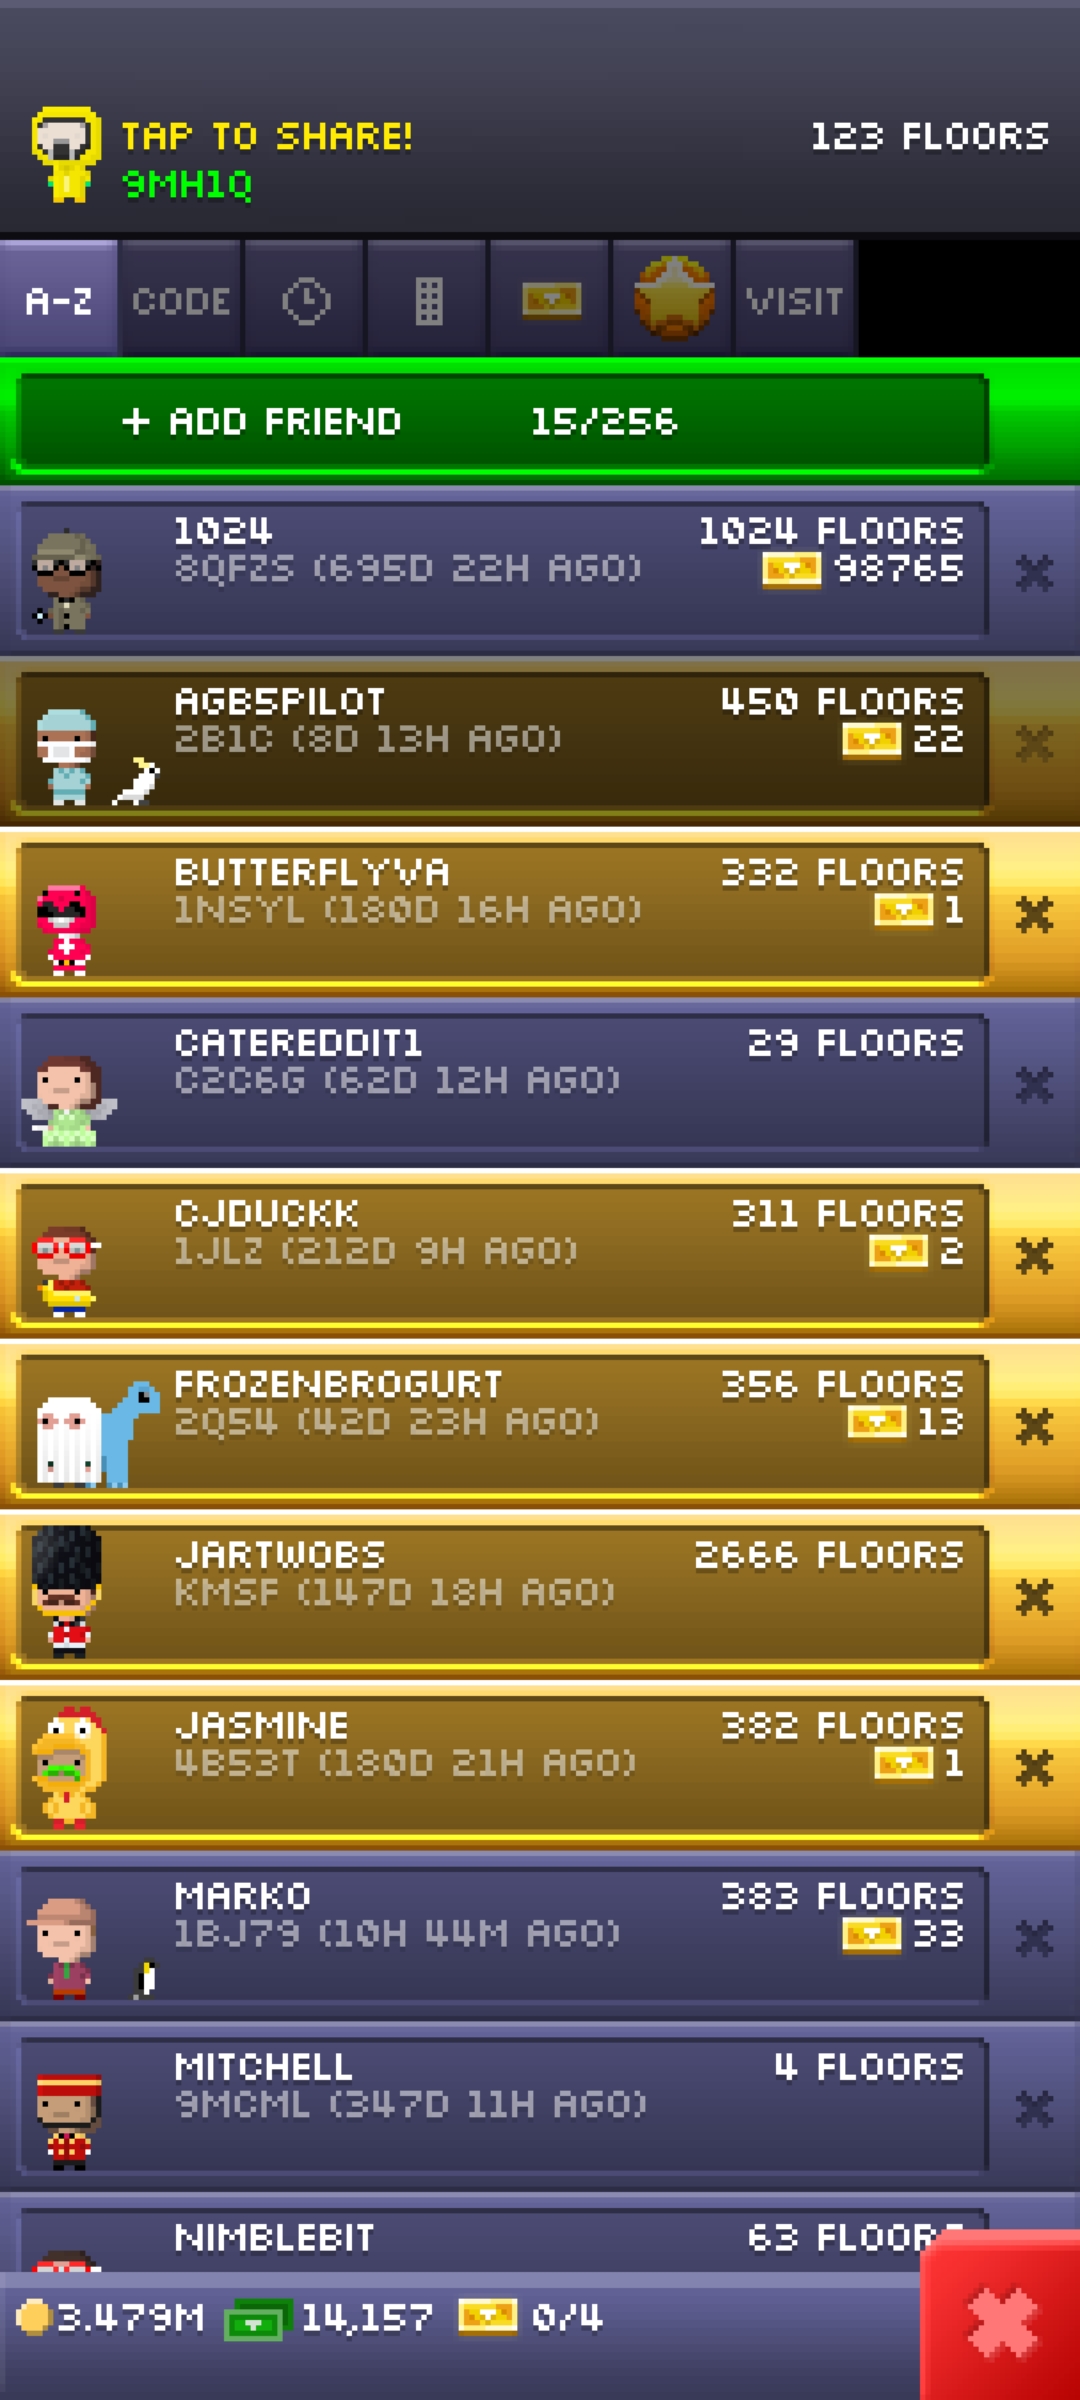 TAP TO SHARE!
123 FLOORS
9MH1Q
A-Z CODE VISIT
+ ADD FRIEND 15/256
1024 1024 FLOORS
8QFZS (695D 22H AGO) 98765
AGB5PILOT 450 FLOORS
2B1C (8D 13H AGO) 22
BUTTERFLYVA 332 FLOORS
1NSYL (180D 16H AGO) 1
CATEREDDIT1 29 FLOORS
C2C6G (62D 12H AGO)
CJDUCKK 311 FLOORS
1JLZ (212D 9H AGO) 2
FROZENBROGURT 356 FLOORS
2Q54 (42D 23H AGO) 13
JARTWOBS 2666 FLOORS
KMSF (147D 18H AGO)
JASMINE 382 FLOORS
4B53T (180D 21H AGO) 1
MARKO 383 FLOORS
1BJ79 (10H 44M AGO) 33
MITCHELL 4 FLOORS
9MCML (347D 11H AGO)
NIMBLEBIT 63 FLOORS
3.479M 14,157 0/4